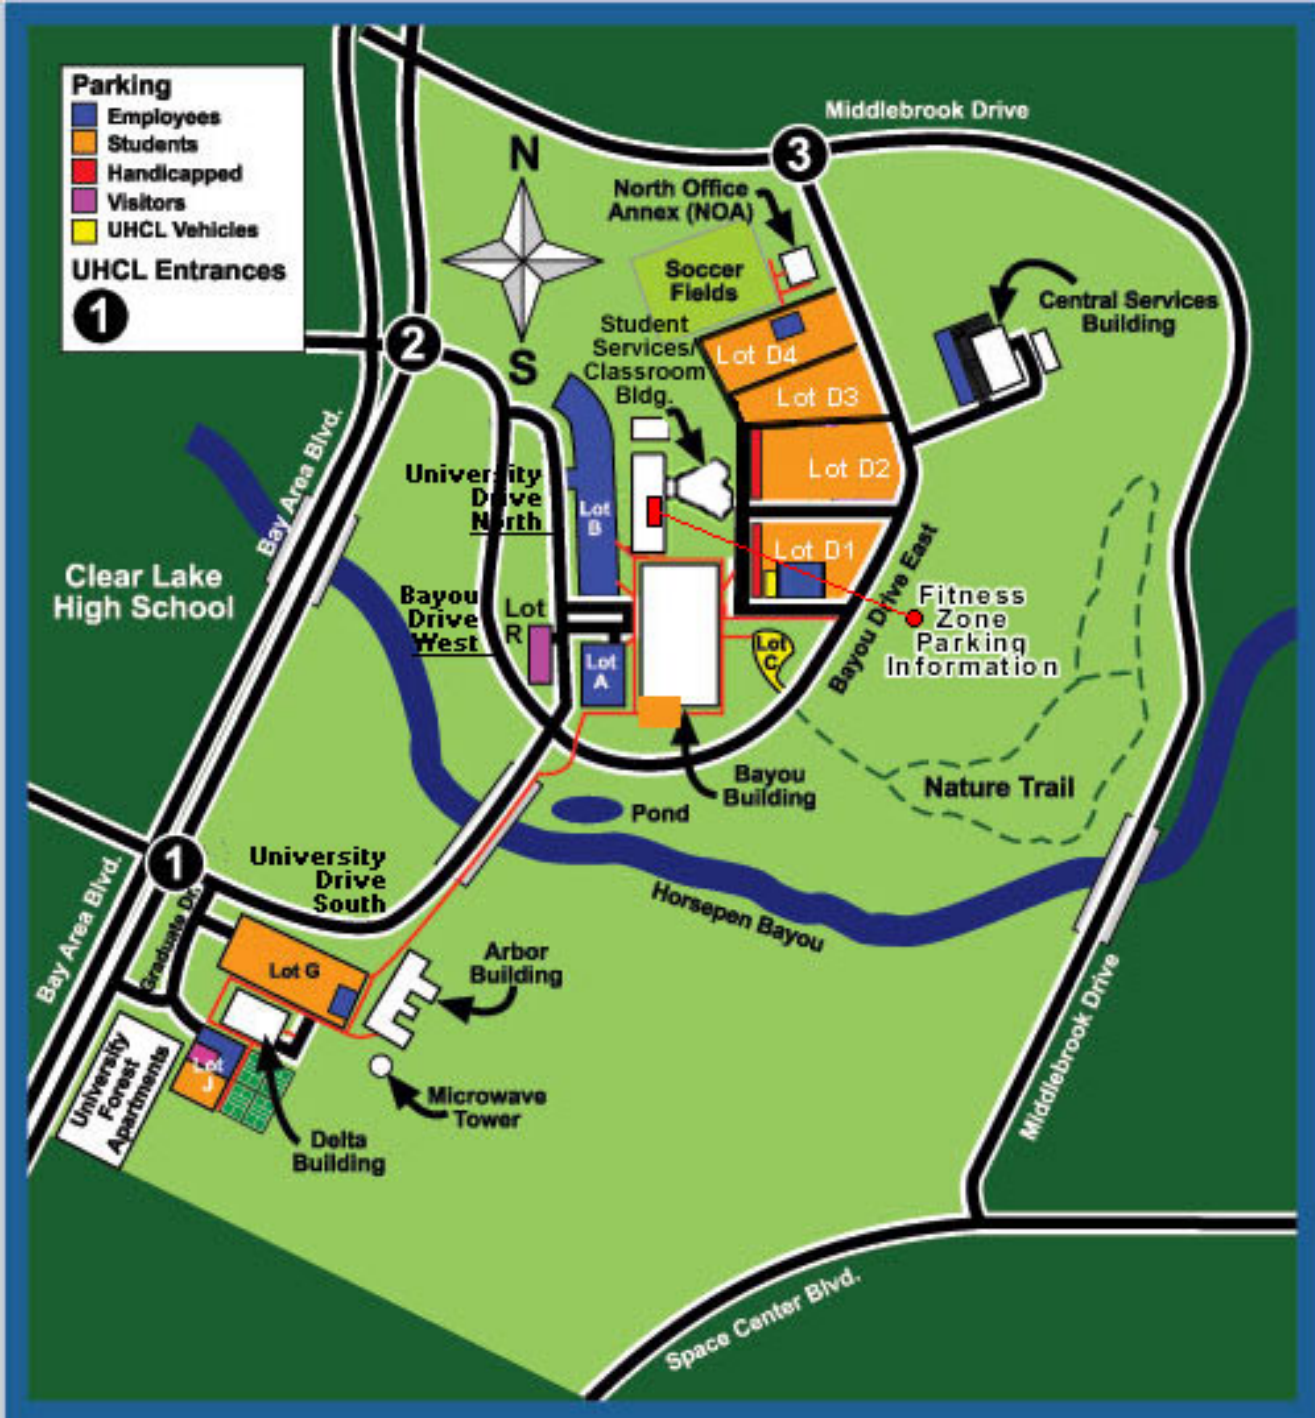 Parking
Employees
Students
Handicapped
Visitors
UHCL Vehicles
UHCL Entrances
1
N
S
Middlebrook Drive
3
North Office
Annex (NOA)
Soccer
Fields
Central Services
Building
2
Student
Services/
Classroom
Bldg.
Lot D4
Lot D3
Lot D2
Lot D1
Bay Area Blvd.
University
Drive
North
Lot
B
Clear Lake
High School
Bayou
Drive
West
Lot
R
Lot
A
Lot
C
Bayou Drive East
Fitness
Zone
Parking
Information
Bayou
Building
Nature Trail
Pond
1
University
Drive
South
Horsepen Bayou
Bay Area Blvd.
Graduate Dr.
Lot G
Arbor
Building
Middlebrook Drive
University
Forest
Apartments
Lot
J
Microwave
Tower
Delta
Building
Space Center Blvd.